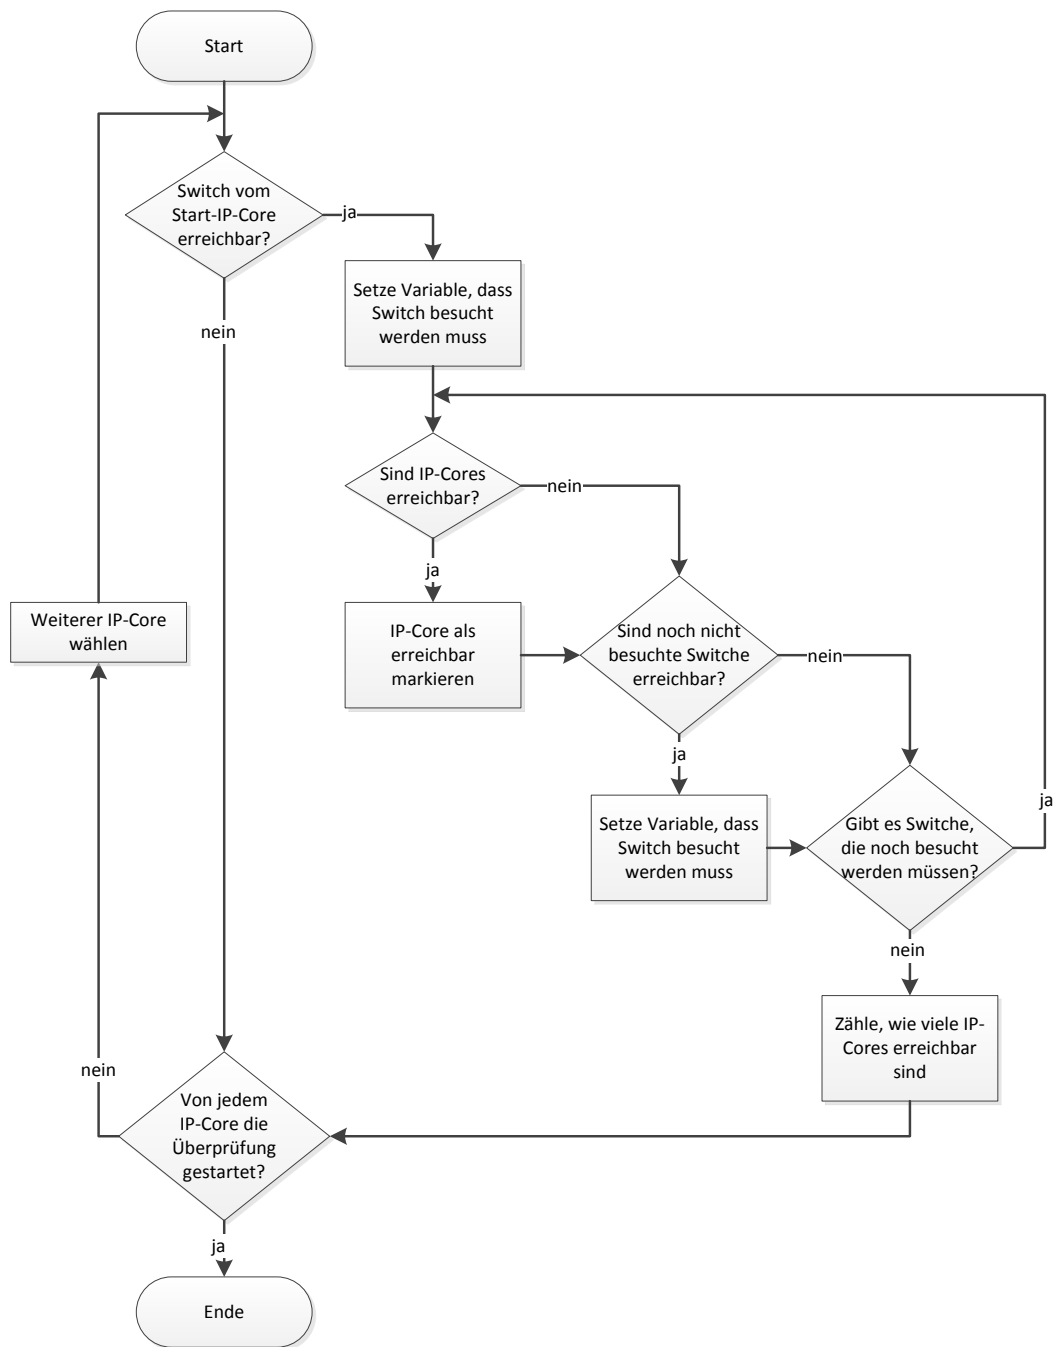 Start
Switch vom
Start-IP-Core
erreichbar?
ja
nein
Setze Variable, dass
Switch besucht
werden muss
Sind IP-Cores
erreichbar?
nein
ja
IP-Core als
erreichbar
markieren
Sind noch nicht
besuchte Switche
erreichbar?
nein
ja
Setze Variable, dass
Switch besucht
werden muss
Gibt es Switche,
die noch besucht
werden müssen?
ja
nein
Zähle, wie viele IP-
Cores erreichbar
sind
Von jedem
IP-Core die
Überprüfung
gestartet?
nein
Weiterer IP-Core
wählen
ja
Ende